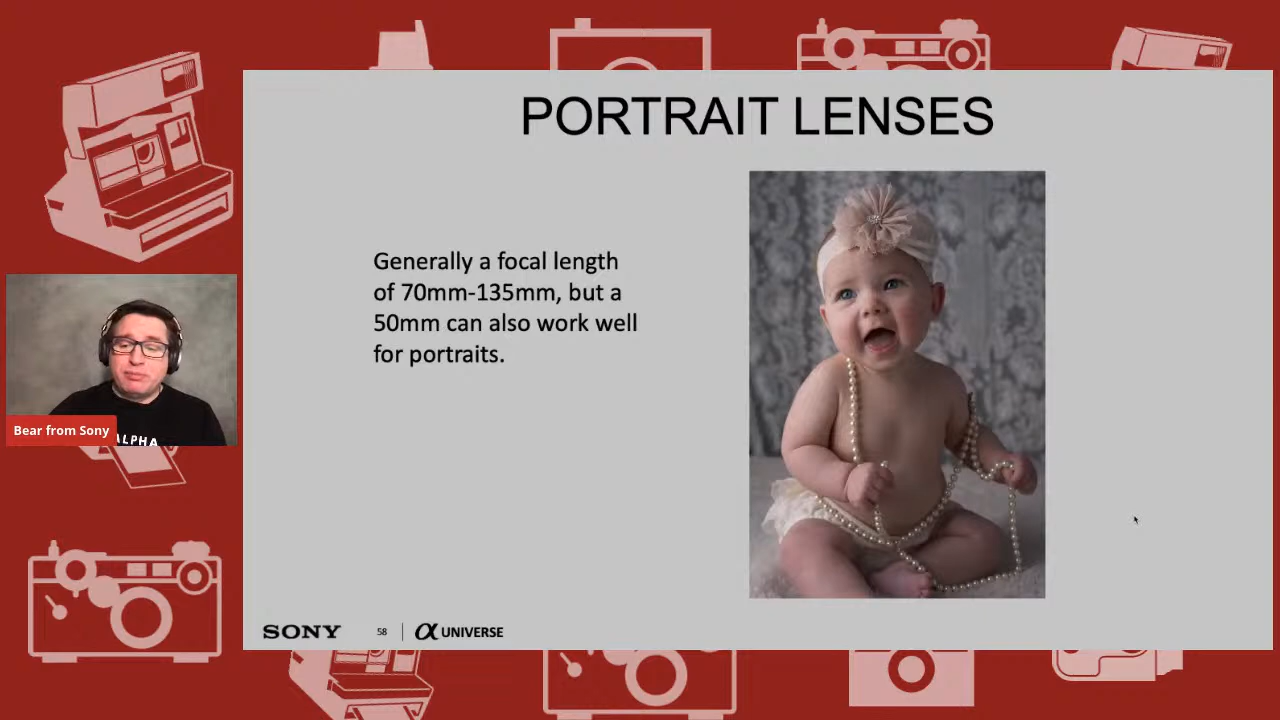 PORTRAIT LENSES
Generally a focal length
of 70mm-135mm, but a
50mm can also work well
for portraits.
Bear from Sony
ALPHA
SONY
58
α UNIVERSE